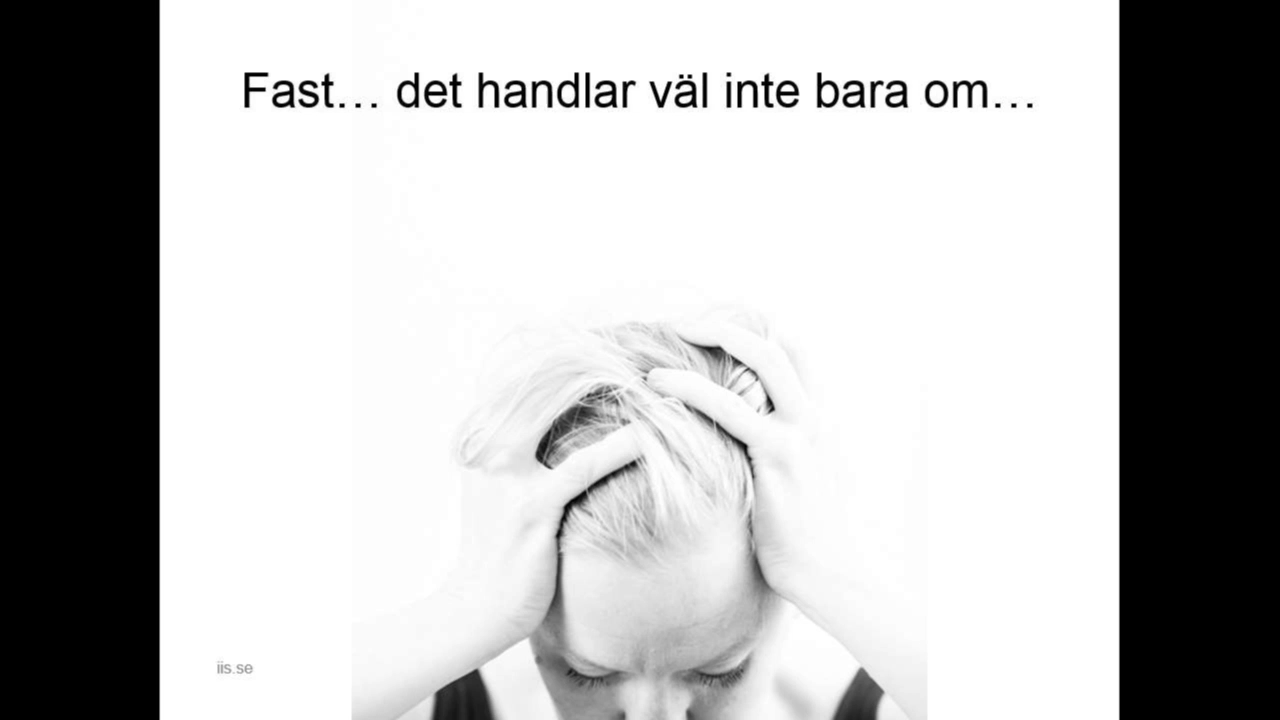 Fast… det handlar väl inte bara om…
iis.se